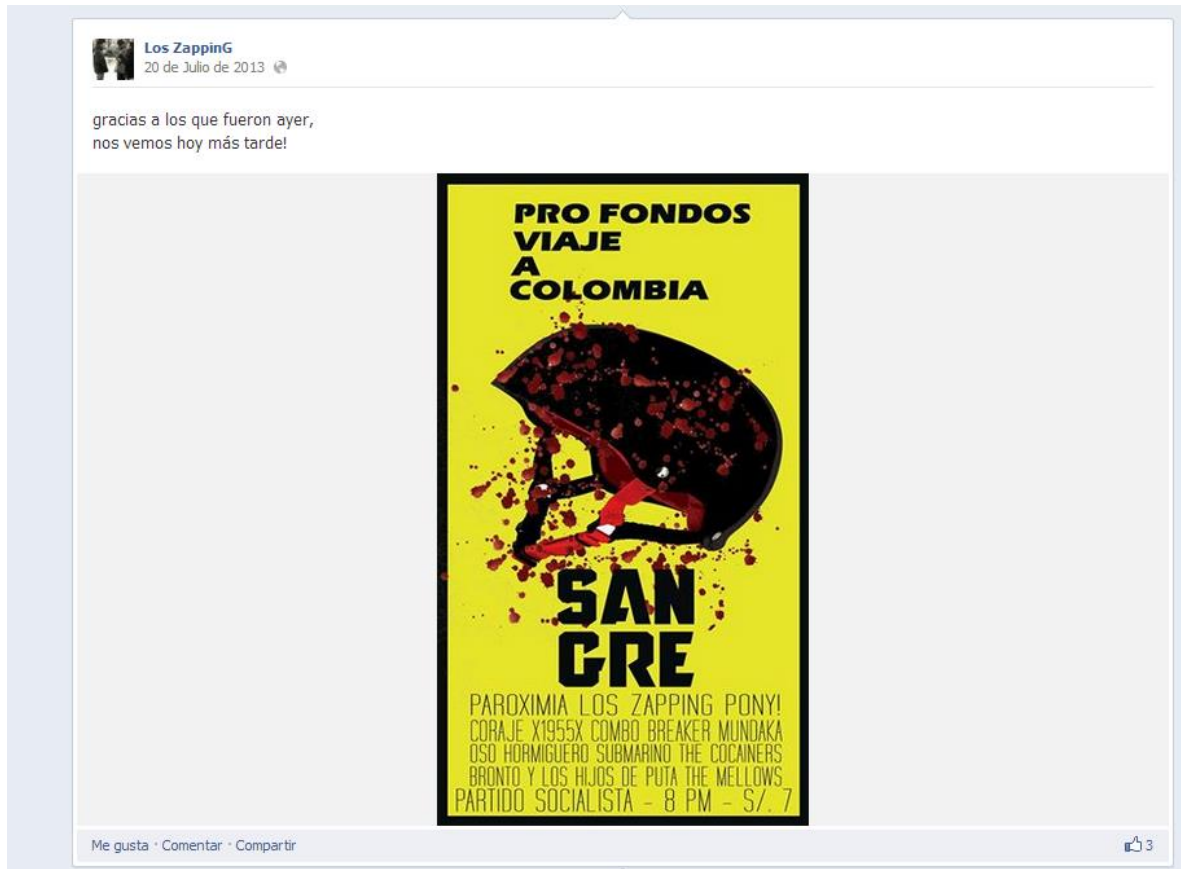 Los ZappinG
20 de Julio de 2013
gracias a los que fueron ayer,
nos vemos hoy más tarde!
PRO FONDOS
VIAJE
A
COLOMBIA
SAN
GRE
PAROXIMIA LOS ZAPPING PONY!
CORAJE X1955X COMBO BREAKER MUNDAKA
OSO HORMIGUERO SUBMARINO THE COCAINERS
BRONTO Y LOS HIJOS DE PUTA THE MELLOWS
PARTIDO SOCIALISTA - 8 PM - S/. 7
Me gusta · Comentar · Compartir
3